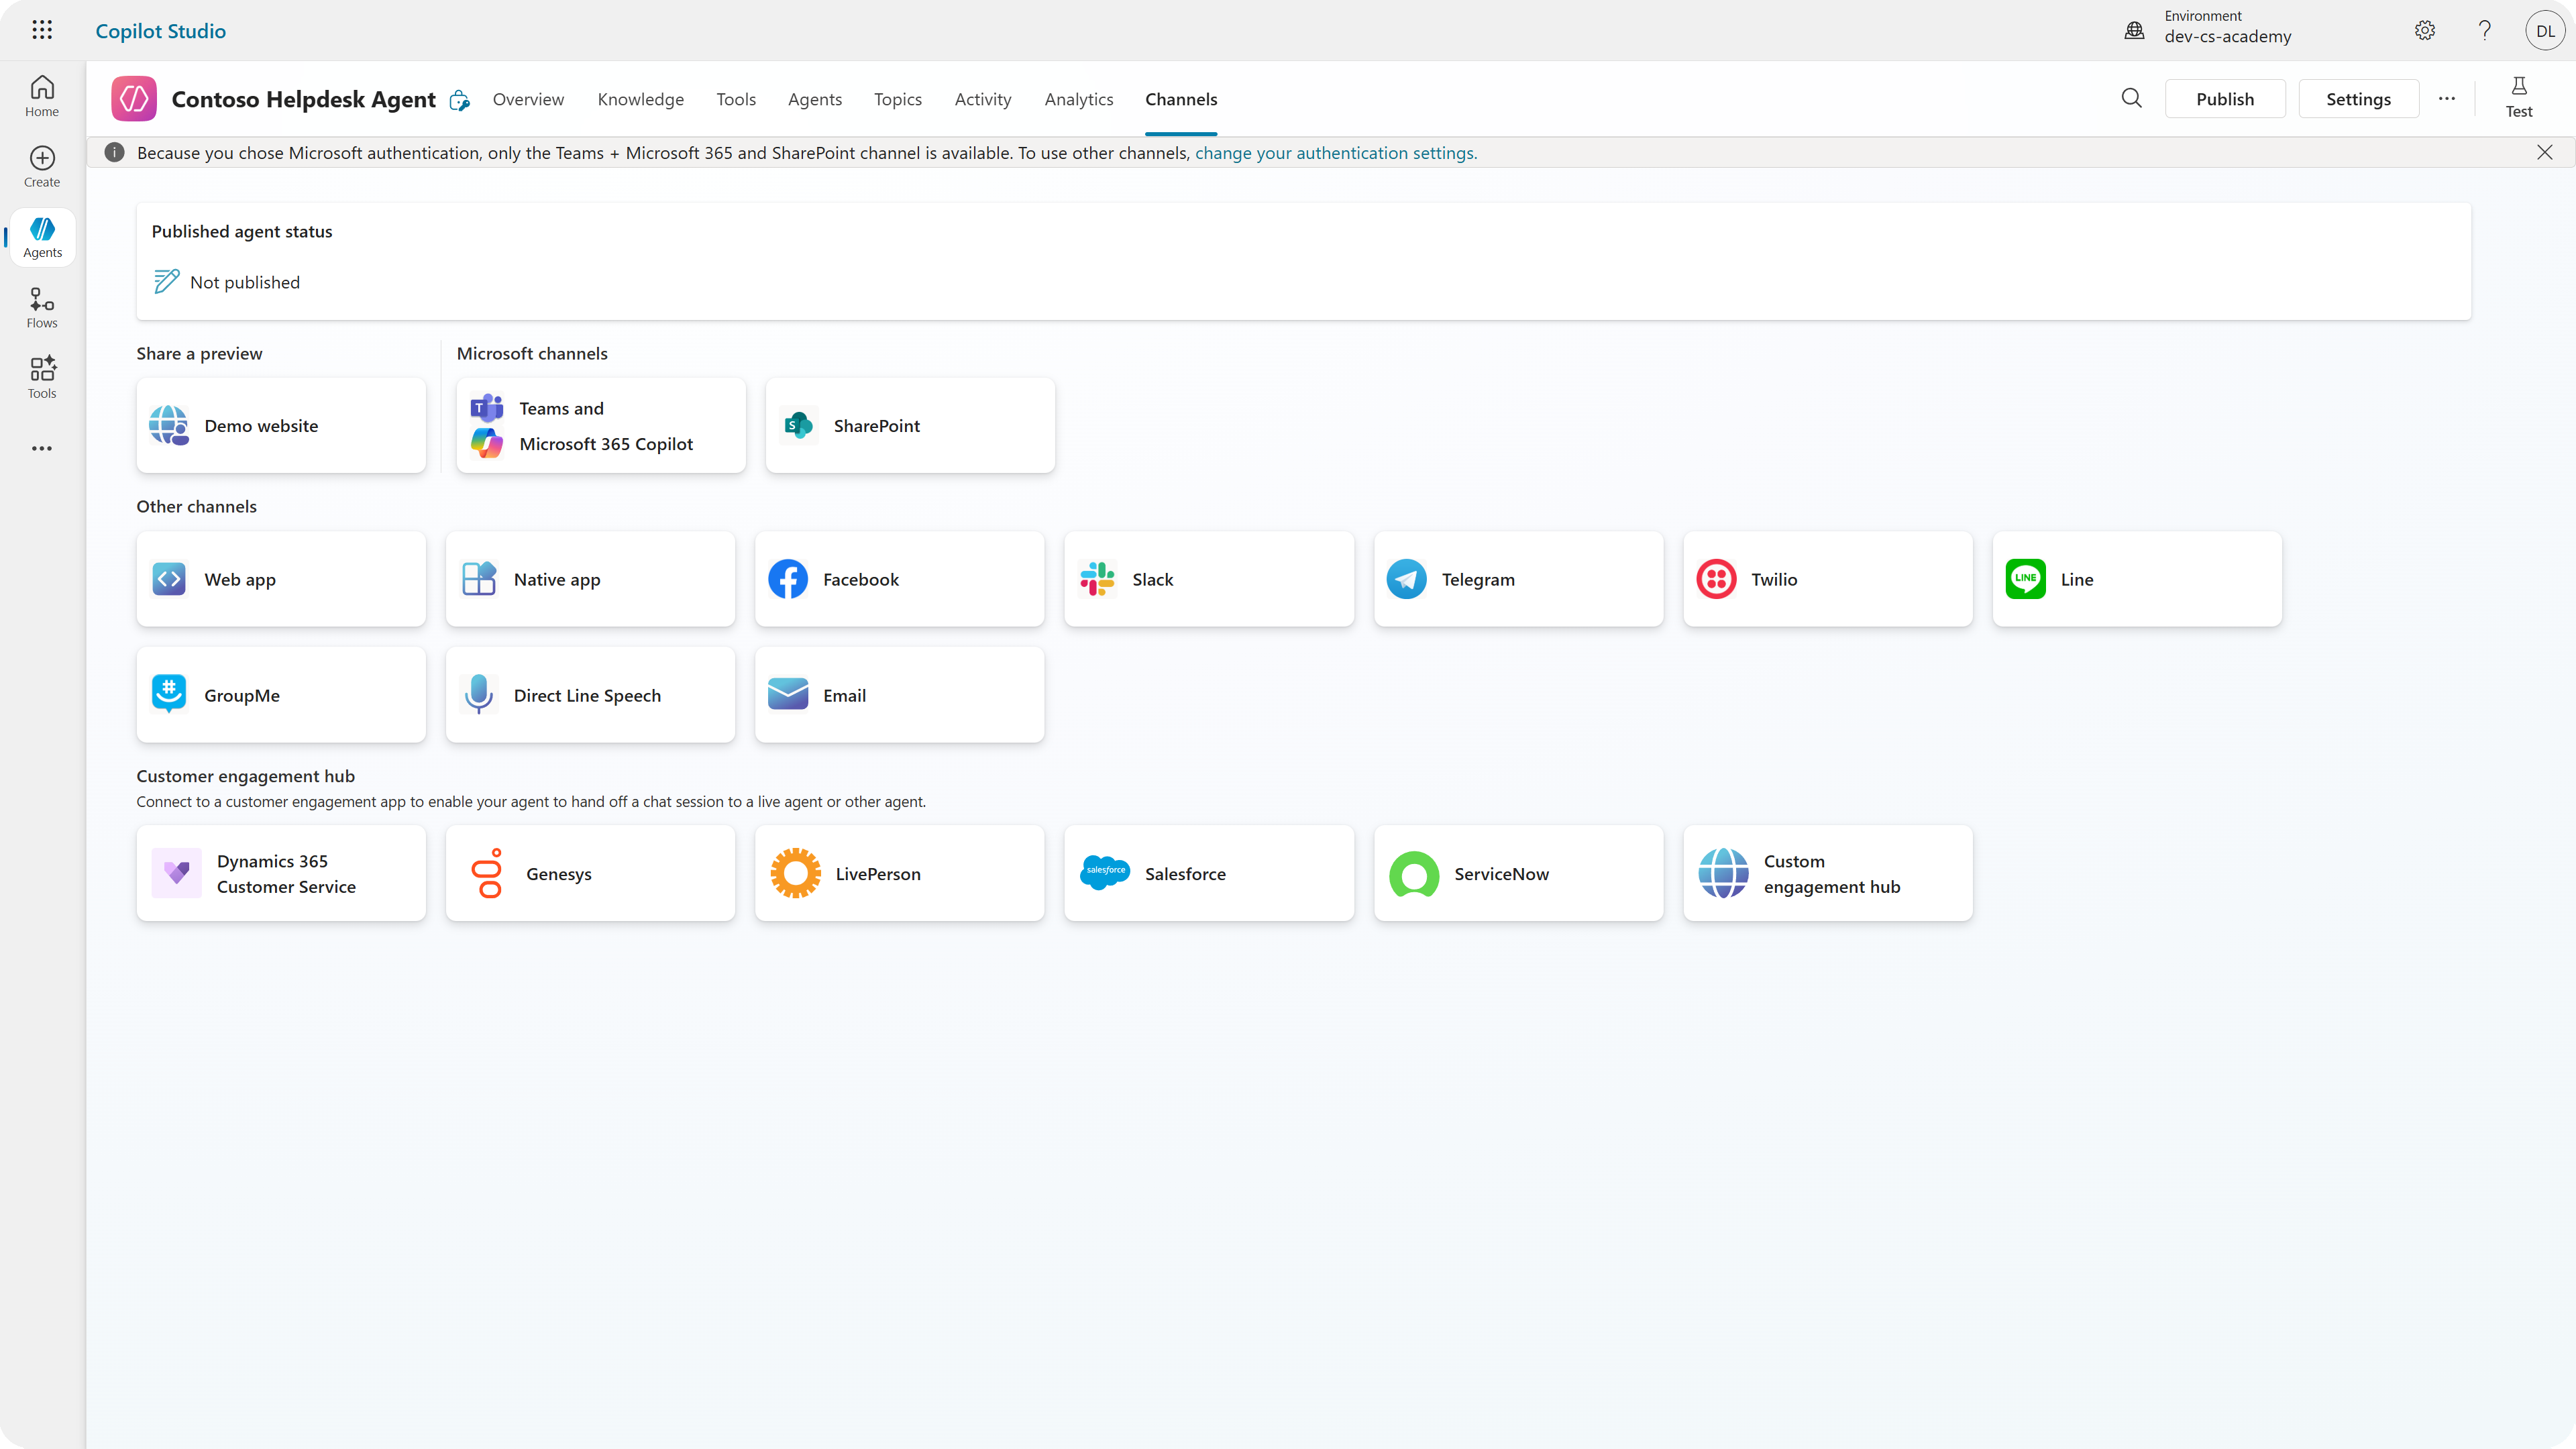 Copilot Studio
Environment
dev-cs-academy
DL
Home
Create
Agents
Flows
Tools
Contoso Helpdesk Agent
Overview
Knowledge
Tools
Agents
Topics
Activity
Analytics
Channels
Publish
Settings
Test
Because you chose Microsoft authentication, only the Teams + Microsoft 365 and SharePoint channel is available. To use other channels, change your authentication settings.
Published agent status
Not published
Share a preview
Demo website
Microsoft channels
Teams and
Microsoft 365 Copilot
SharePoint
Other channels
Web app
Native app
Facebook
Slack
Telegram
Twilio
LINE
Line
GroupMe
Direct Line Speech
Email
Customer engagement hub
Connect to a customer engagement app to enable your agent to hand off a chat session to a live agent or other agent.
Dynamics 365
Customer Service
Genesys
LivePerson
salesforce
Salesforce
ServiceNow
Custom
engagement hub